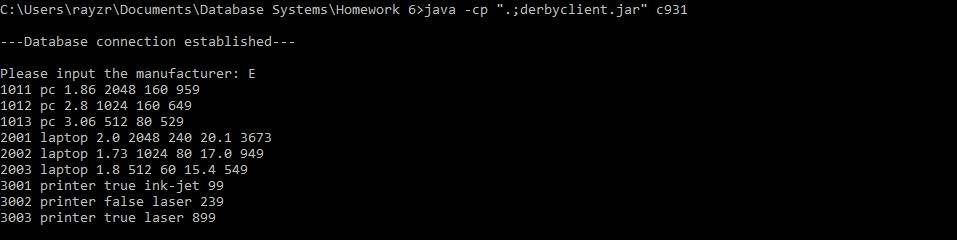 C:\Users\rayzr\Documents\Database Systems\Homework 6>java -cp ".;derbyclient.jar" c931
---Database connection established---
Please input the manufacturer: E
1011 pc 1.86 2048 160 959
1012 pc 2.8 1024 160 649
1013 pc 3.06 512 80 529
2001 laptop 2.0 2048 240 20.1 3673
2002 laptop 1.73 1024 80 17.0 949
2003 laptop 1.8 512 60 15.4 549
3001 printer true ink-jet 99
3002 printer false laser 239
3003 printer true laser 899